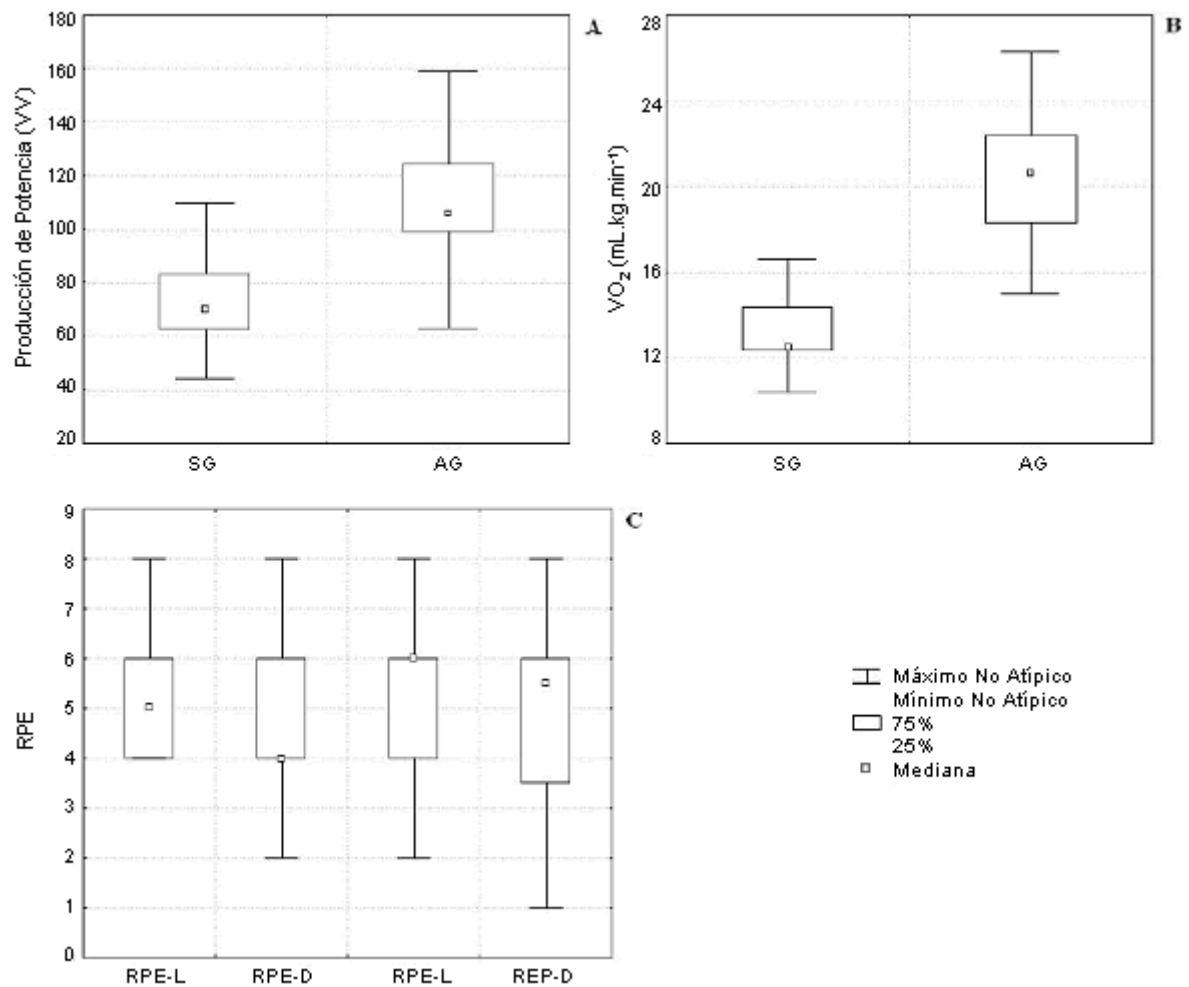 A
Producción de Potencia (VV)
180
160
140
120
100
80
60
40
20
SG AG
B
VO2 (mL.kg.min-1)
28
24
20
16
12
8
SG AG
C
RPE
9
8
7
6
5
4
3
2
1
0
RPE-L RPE-D RPE-L REP-D
Máximo No Atípico
Mínimo No Atípico
75%
25%
Mediana